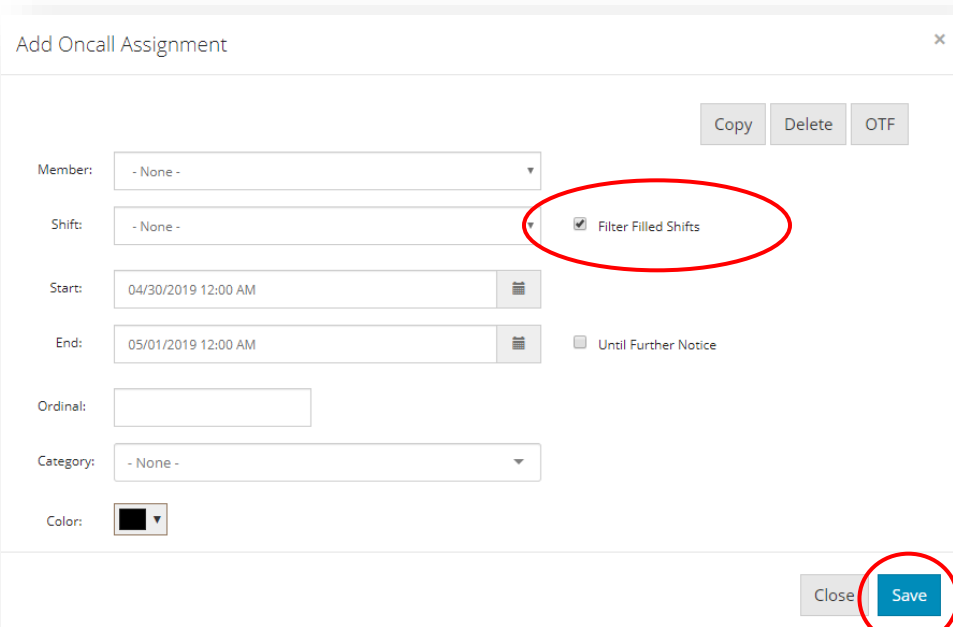 Add Oncall Assignment ×
Copy Delete OTF
Member: - None -
Shift: - None - Filter Filled Shifts
Start: 04/30/2019 12:00 AM
End: 05/01/2019 12:00 AM Until Further Notice
Ordinal:
Category: - None -
Color:
Close Save